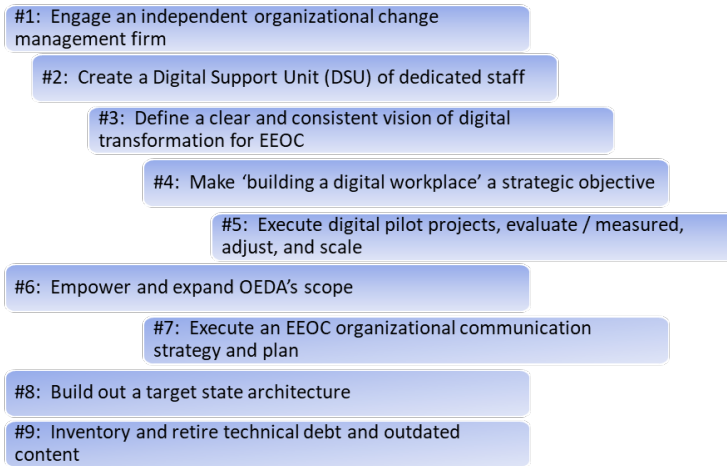 #1:  Engage an independent organizational change
management firm
#2:  Create a Digital Support Unit (DSU) of dedicated staff
#3:  Define a clear and consistent vision of digital
transformation for EEOC
#4:  Make ‘building a digital workplace’ a strategic objective
#5:  Execute digital pilot projects, evaluate / measured,
adjust, and scale
#6:  Empower and expand OEDA’s scope
#7:  Execute an EEOC organizational communication
strategy and plan
#8:  Build out a target state architecture
#9:  Inventory and retire technical debt and outdated
content